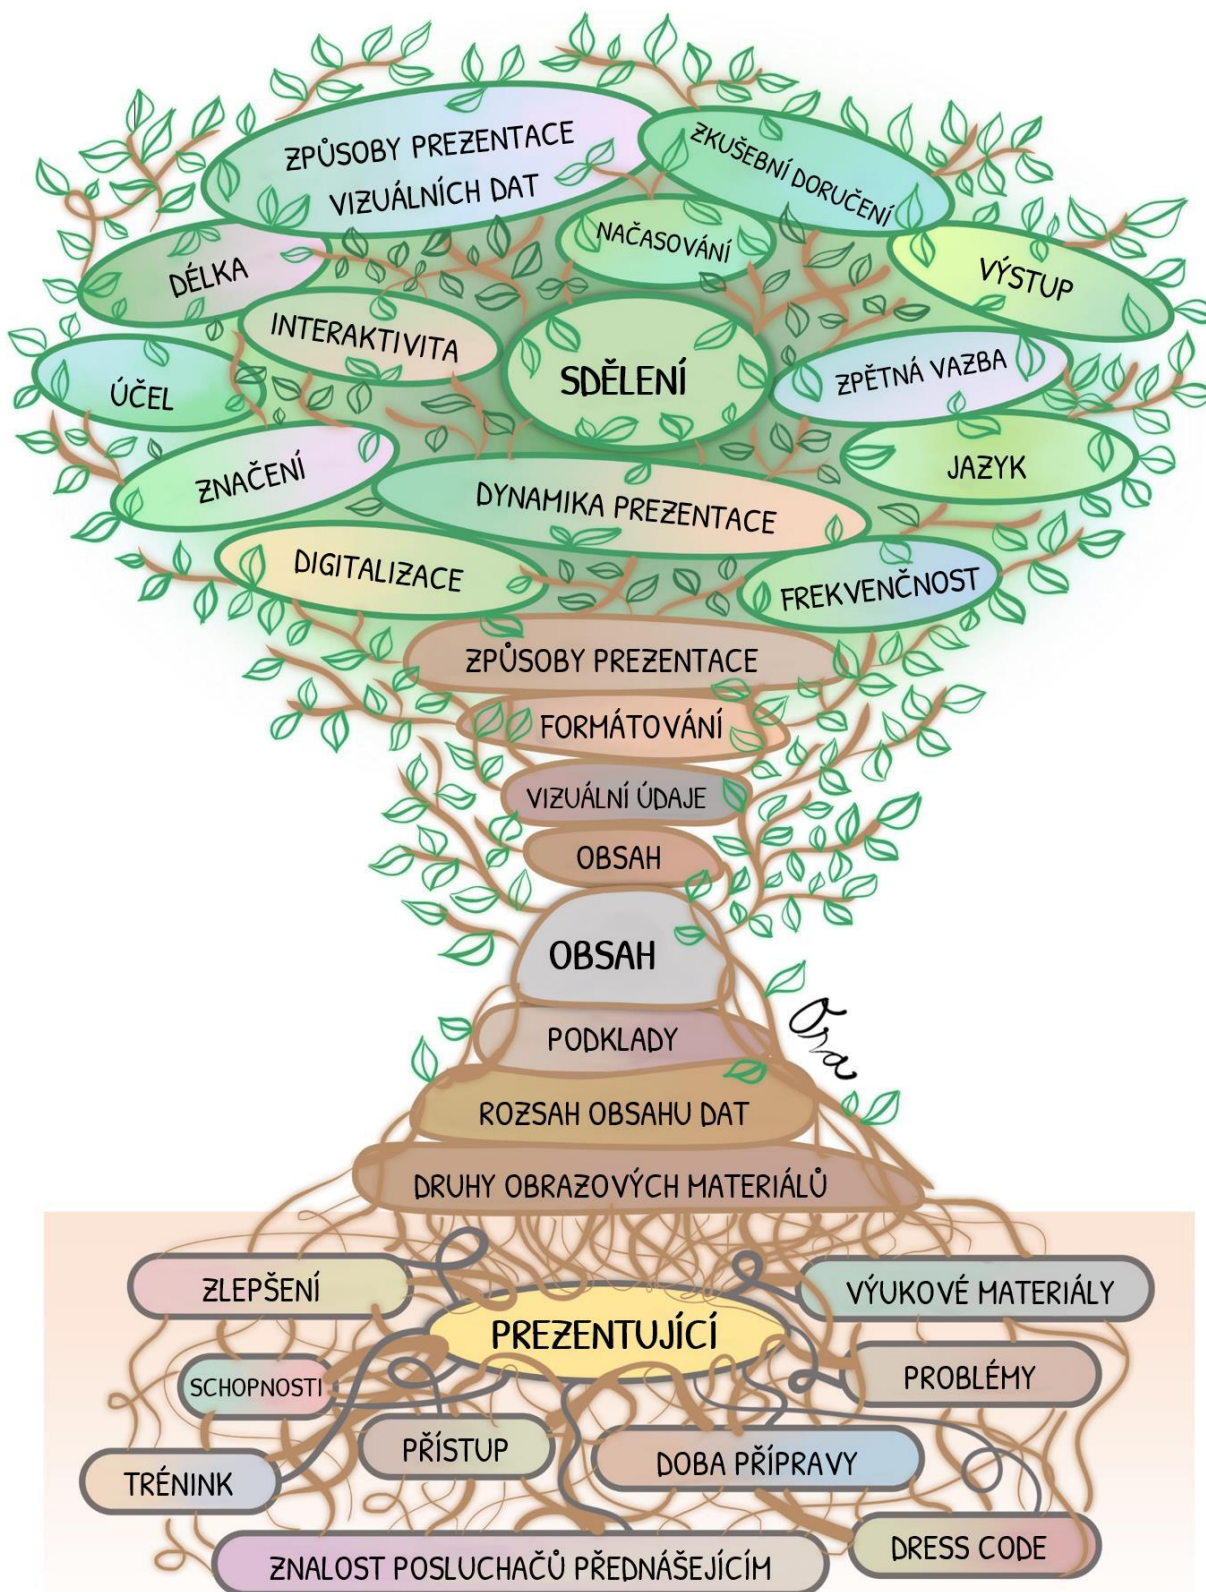 ZPŮSOBY PREZENTACE
VIZUÁLNÍCH DAT
ZKUŠEBNÍ DORUČENÍ
NAČASOVÁNÍ
DÉLKA
VÝSTUP
INTERAKTIVITA
SDĚLENÍ
ZPĚTNÁ VAZBA
ÚČEL
ZNAČENÍ
JAZYK
DYNAMIKA PREZENTACE
DIGITALIZACE
FREKVENČNOST
ZPŮSOBY PREZENTACE
FORMÁTOVÁNÍ
VIZUÁLNÍ ÚDAJE
OBSAH
OBSAH
PODKLADY
ROZSAH OBSAHU DAT
DRUHY OBRAZOVÝCH MATERIÁLŮ
ZLEPŠENÍ
VÝUKOVÉ MATERIÁLY
PREZENTUJÍCÍ
SCHOPNOSTI
PROBLÉMY
PŘÍSTUP
DOBA PŘÍPRAVY
TRÉNINK
DRESS CODE
ZNALOST POSLUCHAČŮ PŘEDNÁŠEJÍCÍM